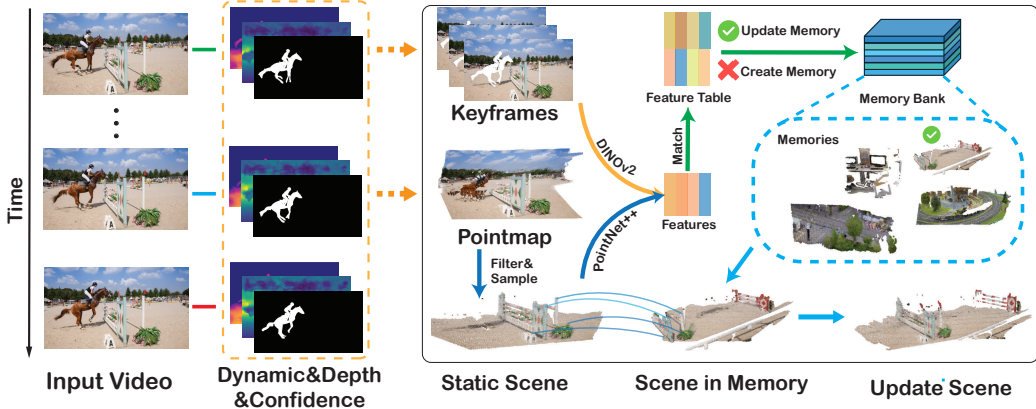 Time
Input Video
Dynamic&Depth
&Confidence
Keyframes
Pointmap
Filter&
Sample
Static Scene
DINOv2
PointNet++
Features
Match
Feature Table
Update Memory
Create Memory
Memory Bank
Memories
Scene in Memory
Update Scene